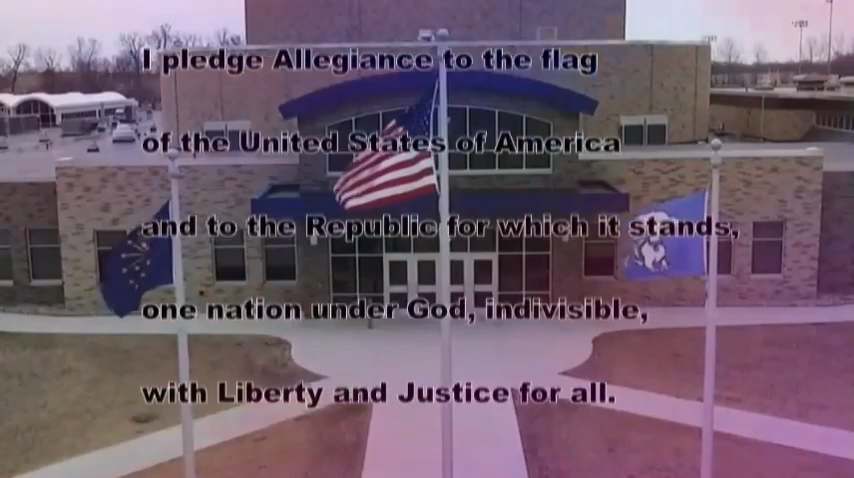 I pledge Allegiance to the flag
of the United States of America
and to the Republic for which it stands,
one nation under God, indivisible,
with Liberty and Justice for all.